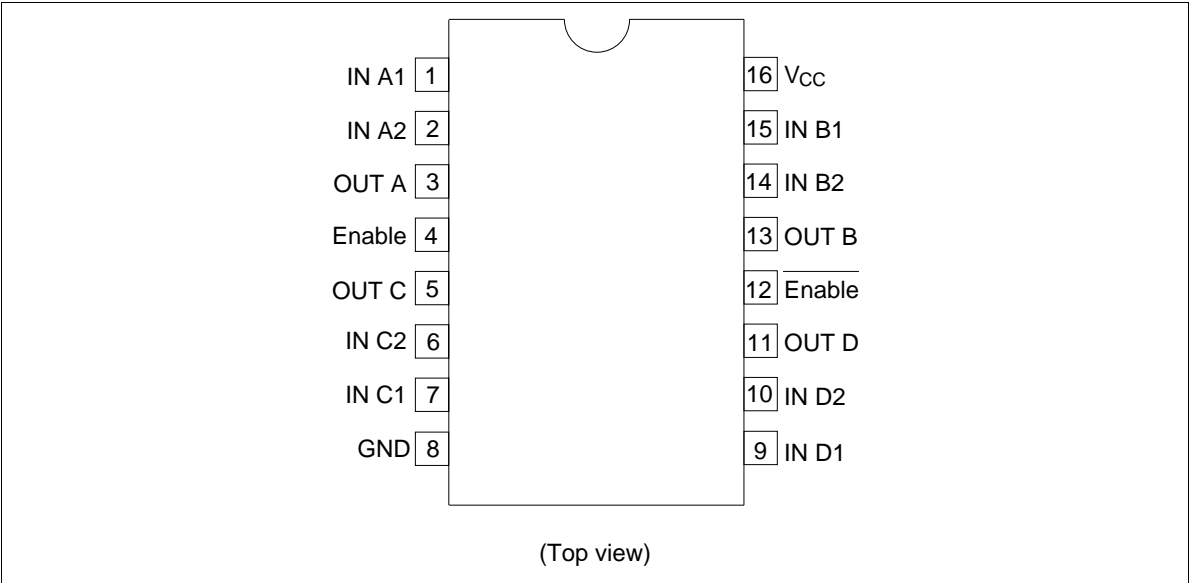 IN A1 1 16 VCC
IN A2 2 15 IN B1
OUT A 3 14 IN B2
Enable 4 13 OUT B
OUT C 5 12 Enable
IN C2 6 11 OUT D
IN C1 7 10 IN D2
GND 8 9 IN D1
(Top view)